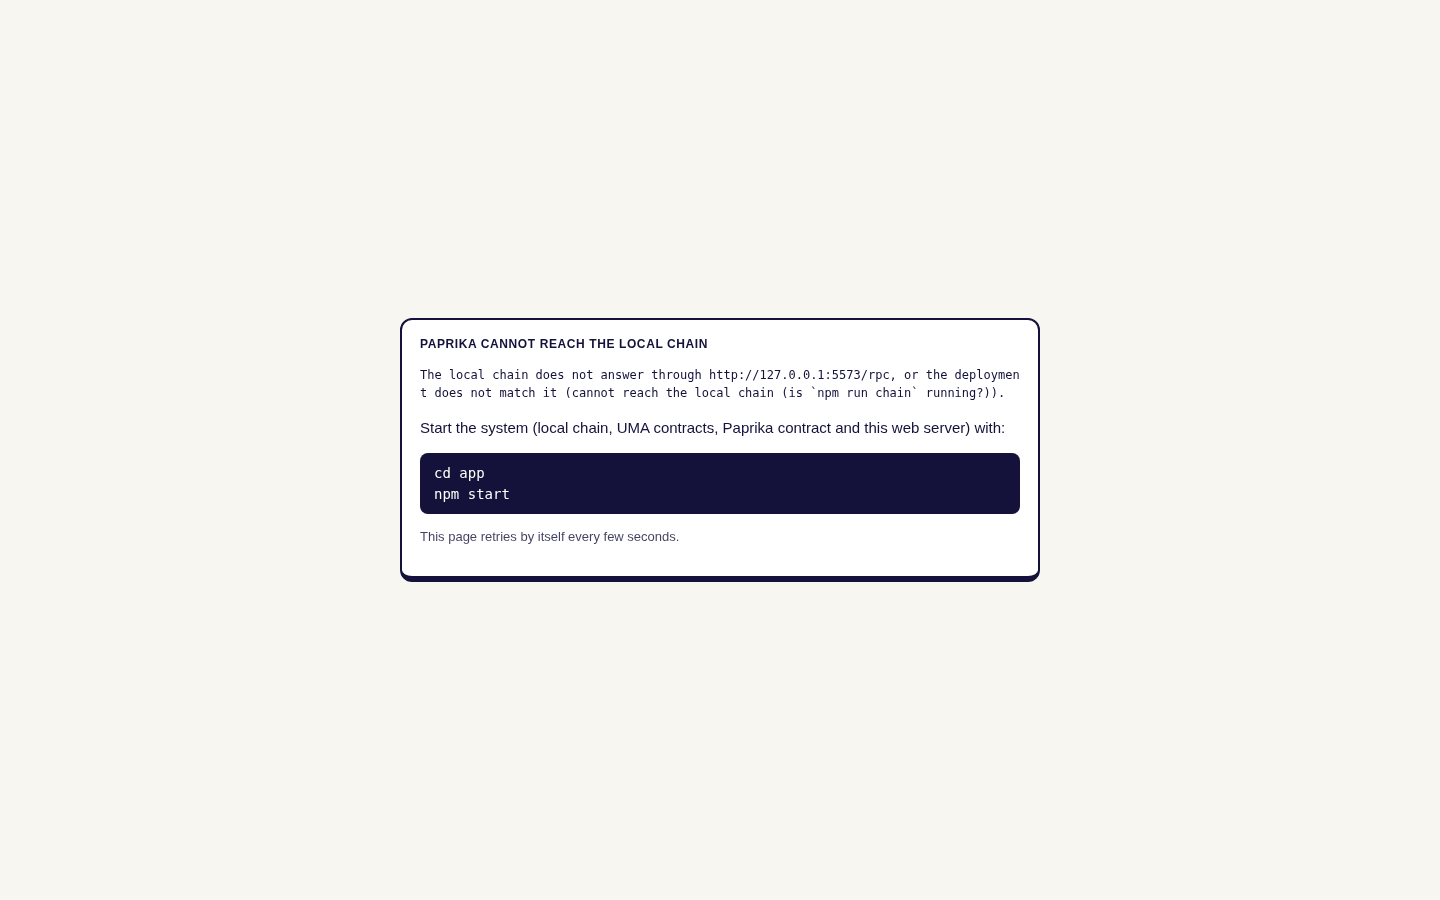 PAPRIKA CANNOT REACH THE LOCAL CHAIN
The local chain does not answer through http://127.0.0.1:5573/rpc, or the deploymen
t does not match it (cannot reach the local chain (is `npm run chain` running?)).
Start the system (local chain, UMA contracts, Paprika contract and this web server) with:
cd app
npm start
This page retries by itself every few seconds.